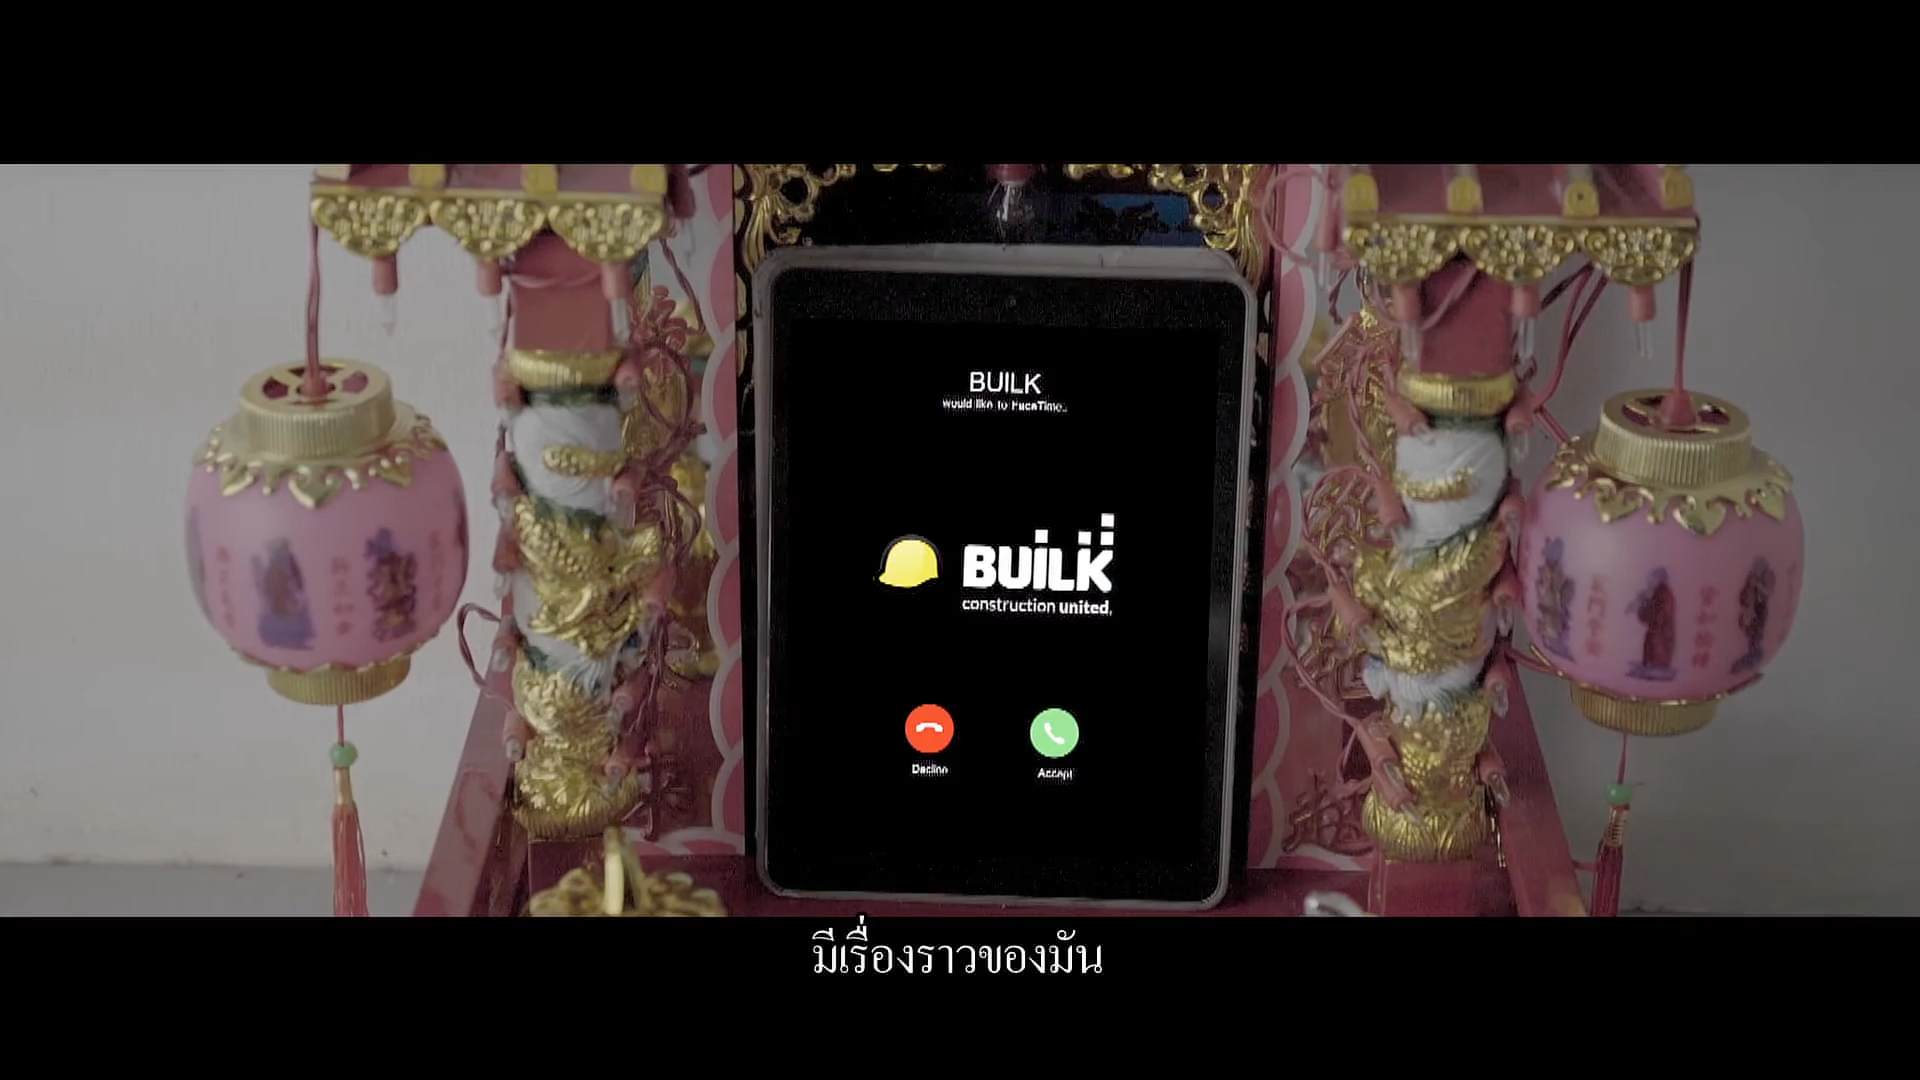 BUILK
would like to FaceTime..
BUILK
construction united.
Decline
Accept
มีเรื่องราวของมัน